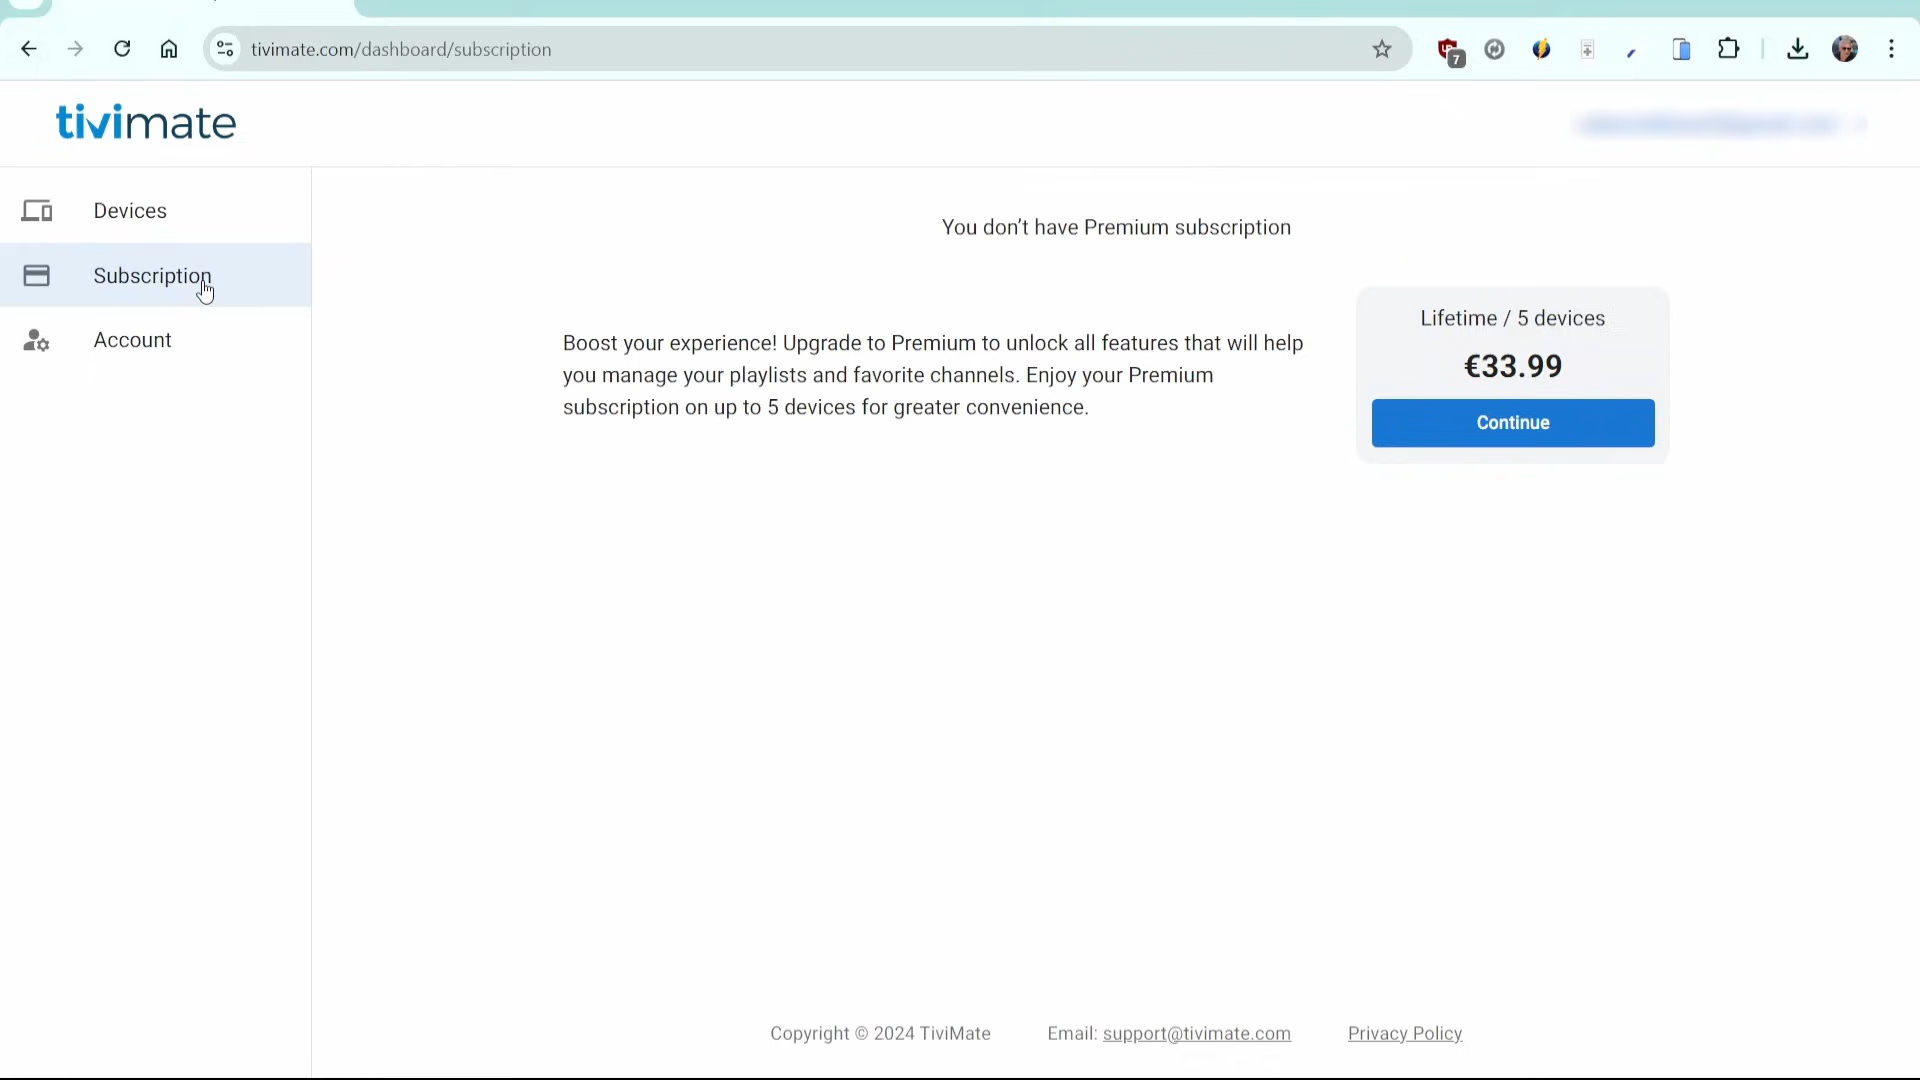 tivimate.com/dashboard/subscription
7
tivimate
Devices
Subscription
Account
You don’t have Premium subscription
Boost your experience! Upgrade to Premium to unlock all features that will help
you manage your playlists and favorite channels. Enjoy your Premium
subscription on up to 5 devices for greater convenience.
Lifetime / 5 devices
€33.99
Continue
Copyright © 2024 TiviMate
Email: support@tivimate.com
Privacy Policy